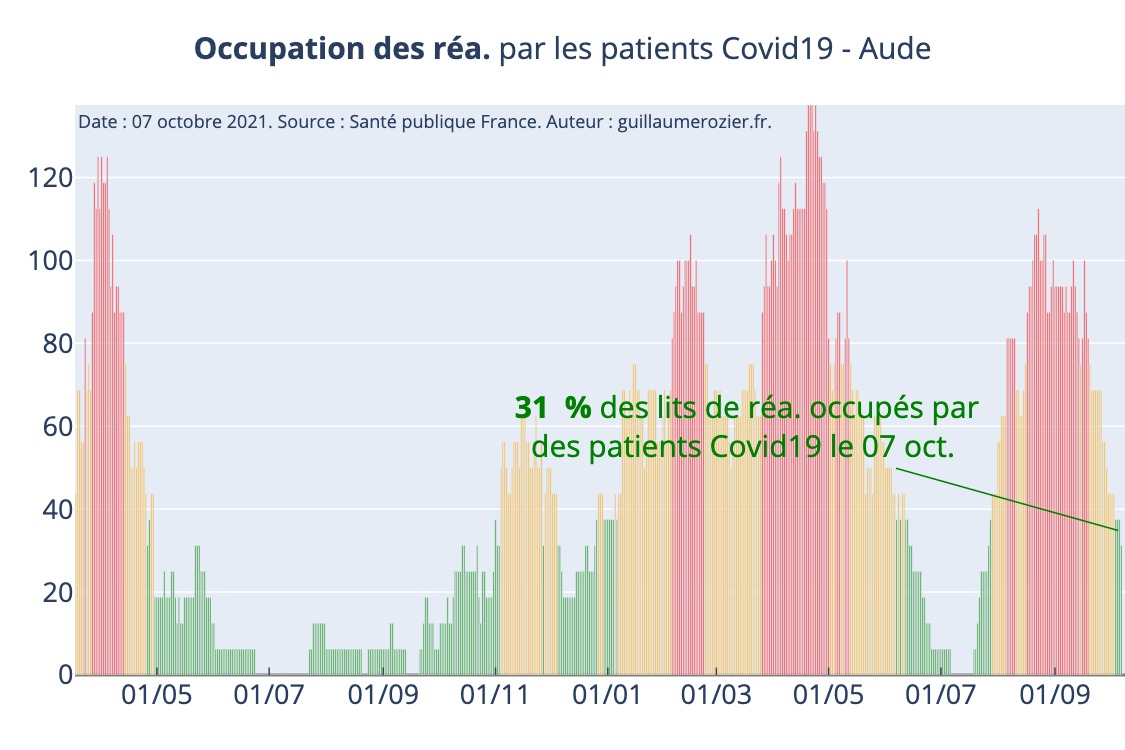 Occupation des réa. par les patients Covid19 - Aude
Date : 07 octobre 2021. Source : Santé publique France. Auteur : guillaumerozier.fr.
120
100
80
60
40
20
0
31 % des lits de réa. occupés par
des patients Covid19 le 07 oct.
01/05 01/07 01/09 01/11 01/01 01/03 01/05 01/07 01/09